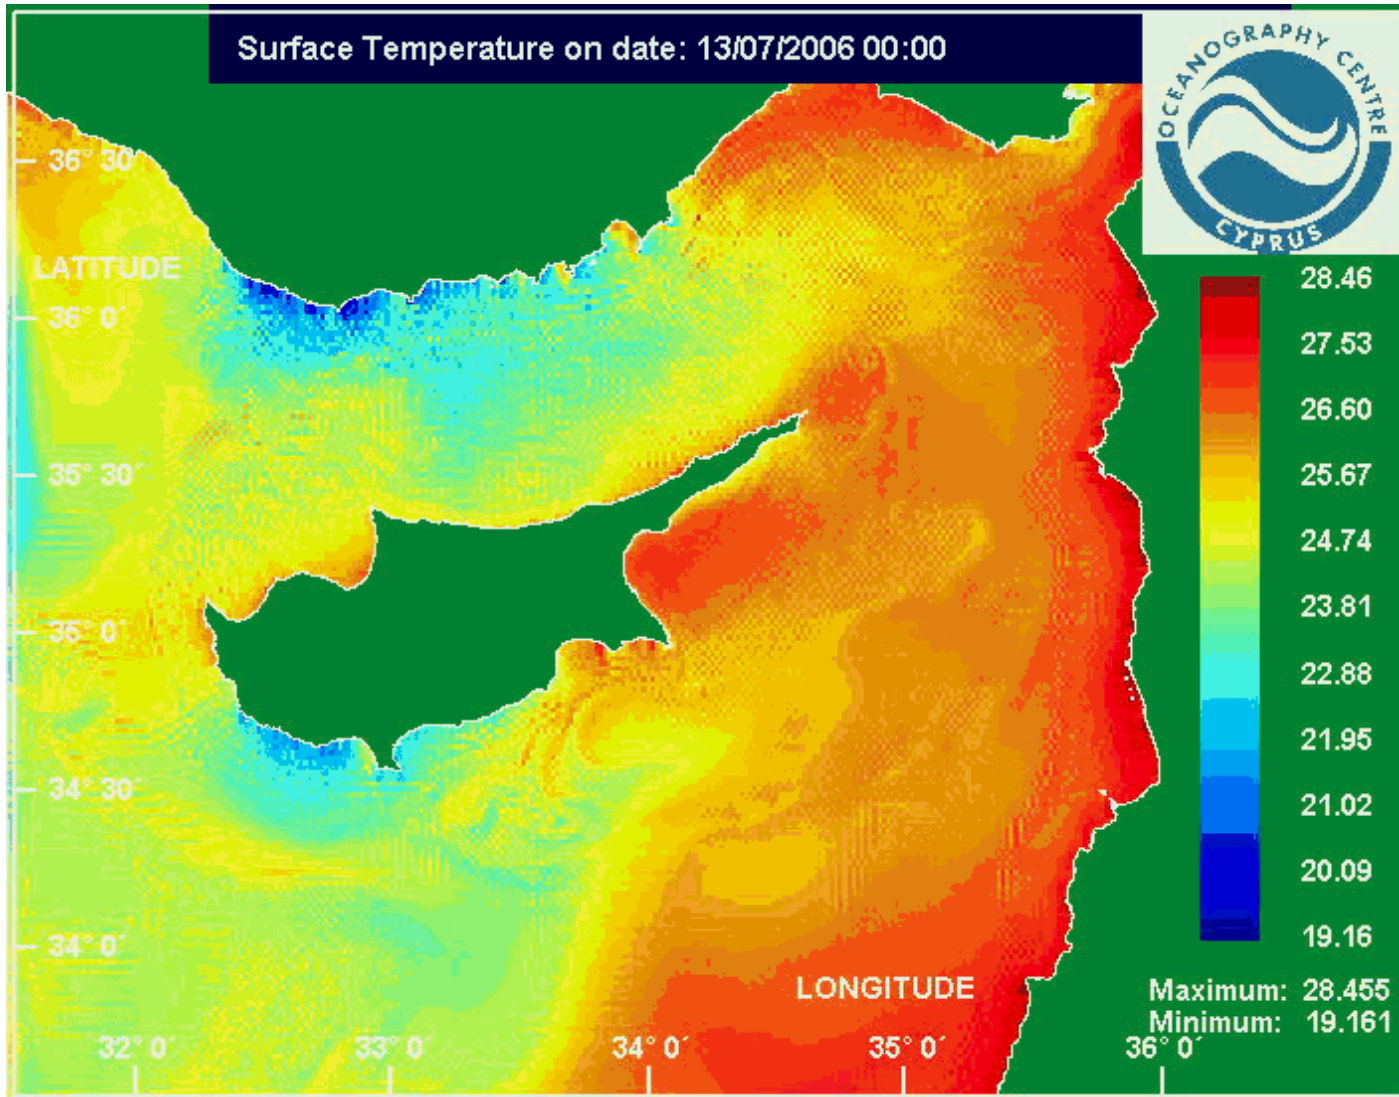 Surface Temperature on date: 13/07/2006 00:00
OCEANOGRAPHY CENTRE
CYPRUS
36° 30´
LATITUDE
36° 0´
35° 30´
35° 0´
34° 30´
34° 0´
28.46
27.53
26.60
25.67
24.74
23.81
22.88
21.95
21.02
20.09
19.16
LONGITUDE
Maximum: 28.455
Minimum: 19.161
32° 0´ 33° 0´ 34° 0´ 35° 0´ 36° 0´